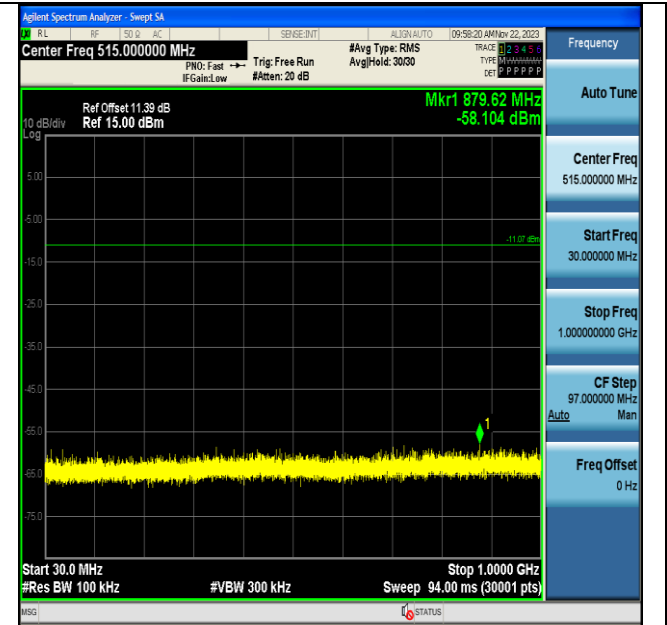 Agilent Spectrum Analyzer - Swept SA
RL RF 50 Ω AC SENSE:INT ALIGN AUTO 09:58:20 AM Nov 22, 2023
Center Freq 515.000000 MHz #Avg Type: RMS TRACE 1 2 3 4 5 6
PNO: Fast Trig: Free Run Avg|Hold: 30/30 TYPE
IFGain:Low #Atten: 20 dB DET P P P P P P
Mkr1 879.62 MHz
Ref Offset 11.39 dB
10 dB/div Ref 15.00 dBm -58.104 dBm
Log
5.00
-5.00
-11.07 dBm
-15.0
-25.0
-35.0
-45.0
1
-55.0
-65.0
-75.0
Start 30.0 MHz Stop 1.0000 GHz
#Res BW 100 kHz #VBW 300 kHz Sweep 94.00 ms (30001 pts)
MSG STATUS
Frequency
Auto Tune
Center Freq
515.000000 MHz
Start Freq
30.000000 MHz
Stop Freq
1.000000000 GHz
CF Step
97.000000 MHz
Auto Man
Freq Offset
0 Hz